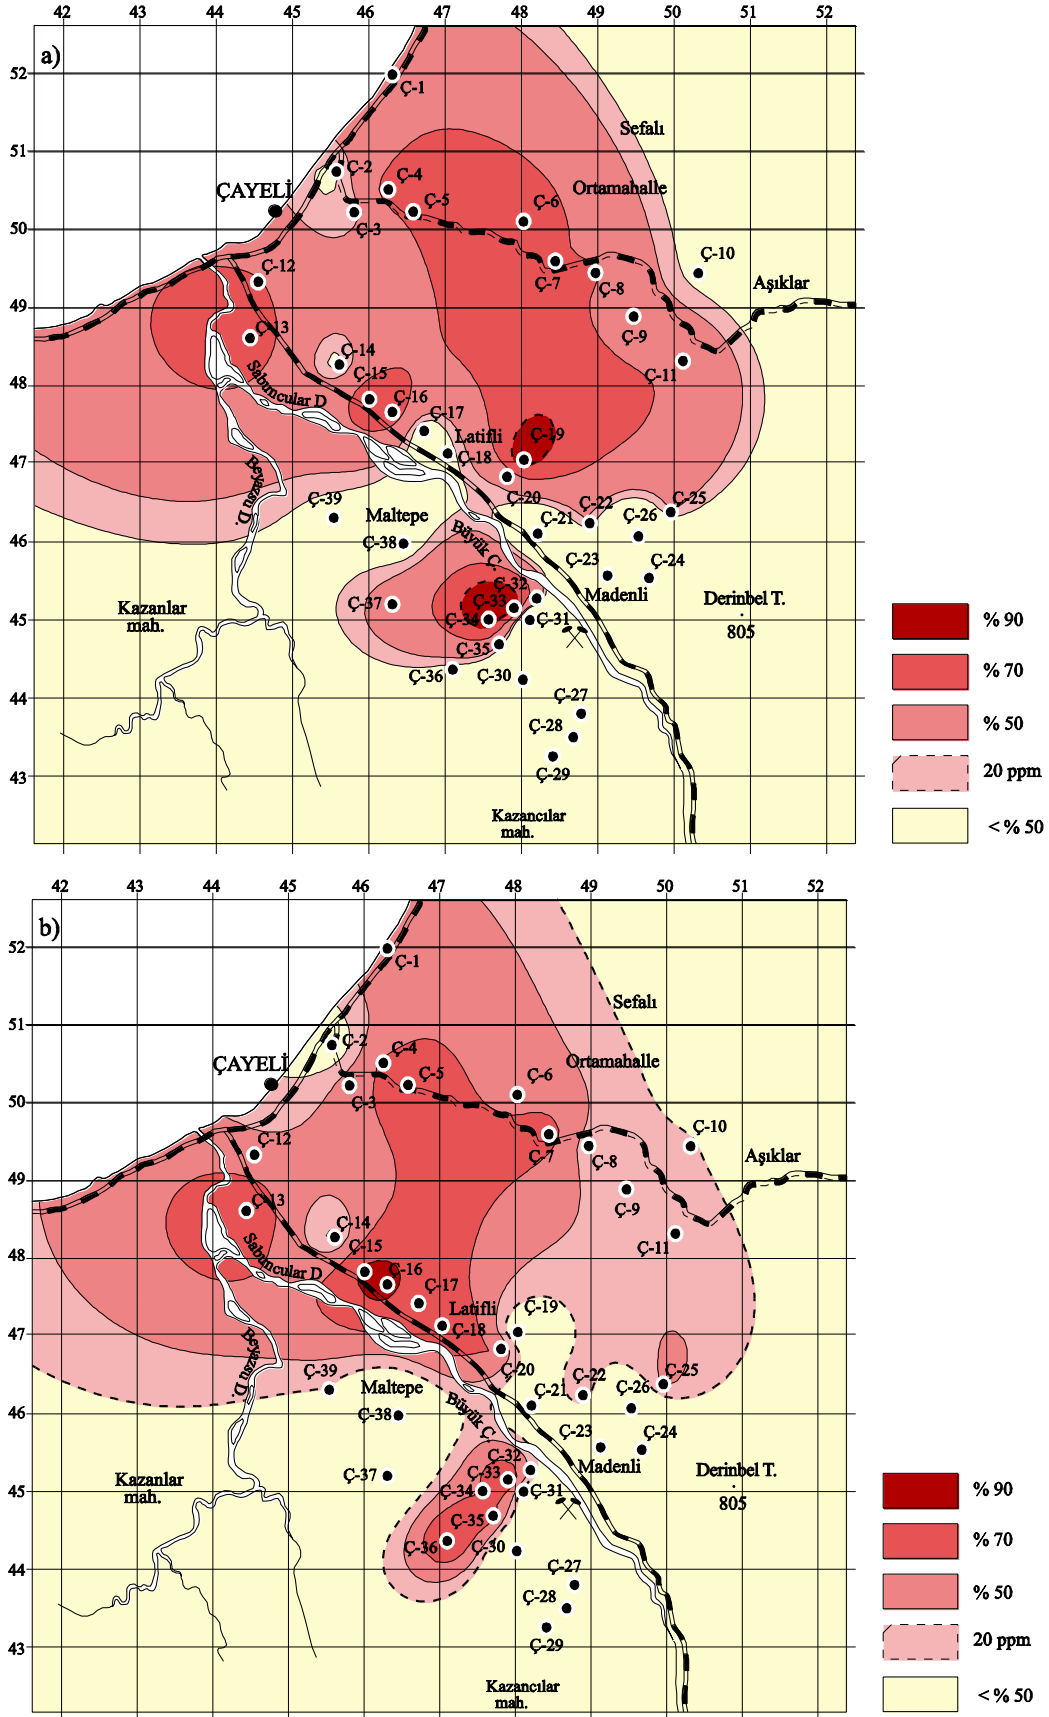 42 43 44 45 46 47 48 49 50 51 52
a)
52
Ç-1
Sefalı
51
Ç-2
Ç-4
ÇAYELİ
Ortamahalle
Ç-5
Ç-6
50
Ç-3
Ç-10
Ç-12
Ç-7
Ç-8
Aşıklar
49
Ç-13
Ç-9
Ç-14
Ç-15
Ç-11
48
Sabuncular D
Ç-16
Ç-17
Latifli
Ç-19
47
Ç-18
Beyazsu D.
Ç-39
Ç-20
Ç-22
Ç-25
Maltepe
Ç-21
Ç-26
46
Ç-38
Büyük Ç.
Ç-23
Ç-24
Ç-32
Ç-37
Ç-33
Madenli
Derinbel T.
805
Kazanlar
mah.
45
Ç-34
Ç-31
Ç-35
Ç-36
Ç-30
44
Ç-27
Ç-28
43
Ç-29
Kazancılar
mah.
% 90
% 70
% 50
20 ppm
< % 50
42 43 44 45 46 47 48 49 50 51 52
b)
52
Ç-1
Sefalı
51
Ç-2
Ç-4
ÇAYELİ
Ortamahalle
Ç-5
Ç-6
50
Ç-3
Ç-10
Ç-12
Ç-7
Ç-8
Aşıklar
49
Ç-13
Ç-9
Ç-14
Ç-15
Ç-11
48
Sabuncular D
Ç-16
Ç-17
Latifli
Ç-19
47
Ç-18
Beyazsu D.
Ç-39
Ç-20
Ç-22
Ç-25
Maltepe
Ç-21
Ç-26
46
Ç-38
Büyük Ç.
Ç-23
Ç-24
Ç-32
Ç-37
Ç-33
Madenli
Derinbel T.
805
Kazanlar
mah.
45
Ç-34
Ç-31
Ç-35
Ç-36
Ç-30
44
Ç-27
Ç-28
43
Ç-29
Kazancılar
mah.
% 90
% 70
% 50
20 ppm
< % 50